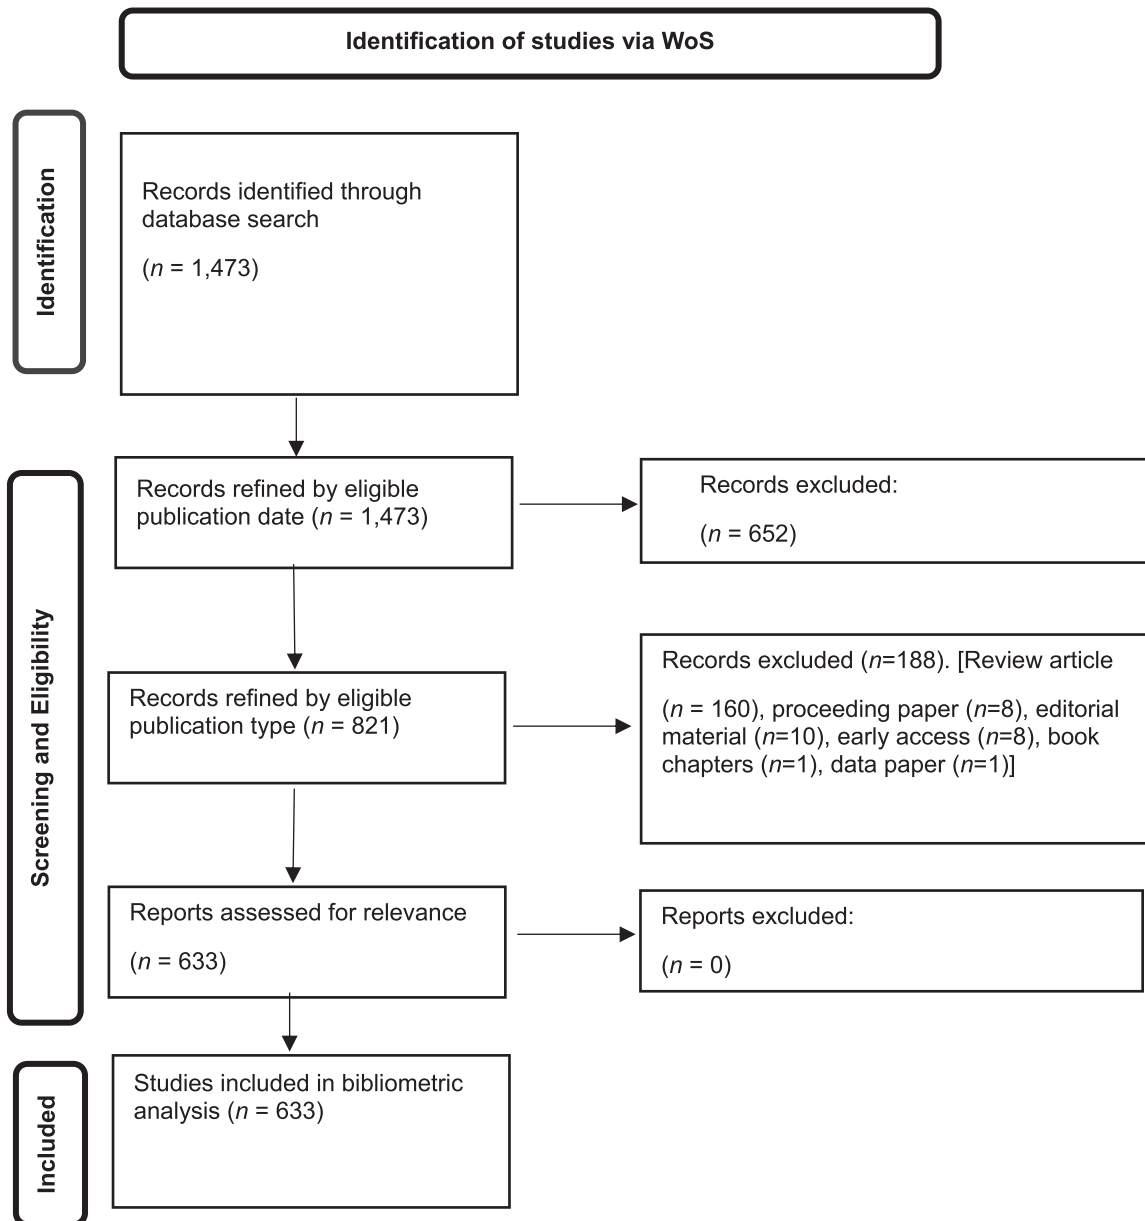 Identification of studies via WoS
Identification
Records identified through
database search
(n = 1,473)
Screening and Eligibility
Records refined by eligible
publication date (n = 1,473)
Records excluded:
(n = 652)
Records refined by eligible
publication type (n = 821)
Records excluded (n=188). [Review article
(n = 160), proceeding paper (n=8), editorial
material (n=10), early access (n=8), book
chapters (n=1), data paper (n=1)]
Reports assessed for relevance
(n = 633)
Reports excluded:
(n = 0)
Included
Studies included in bibliometric
analysis (n = 633)